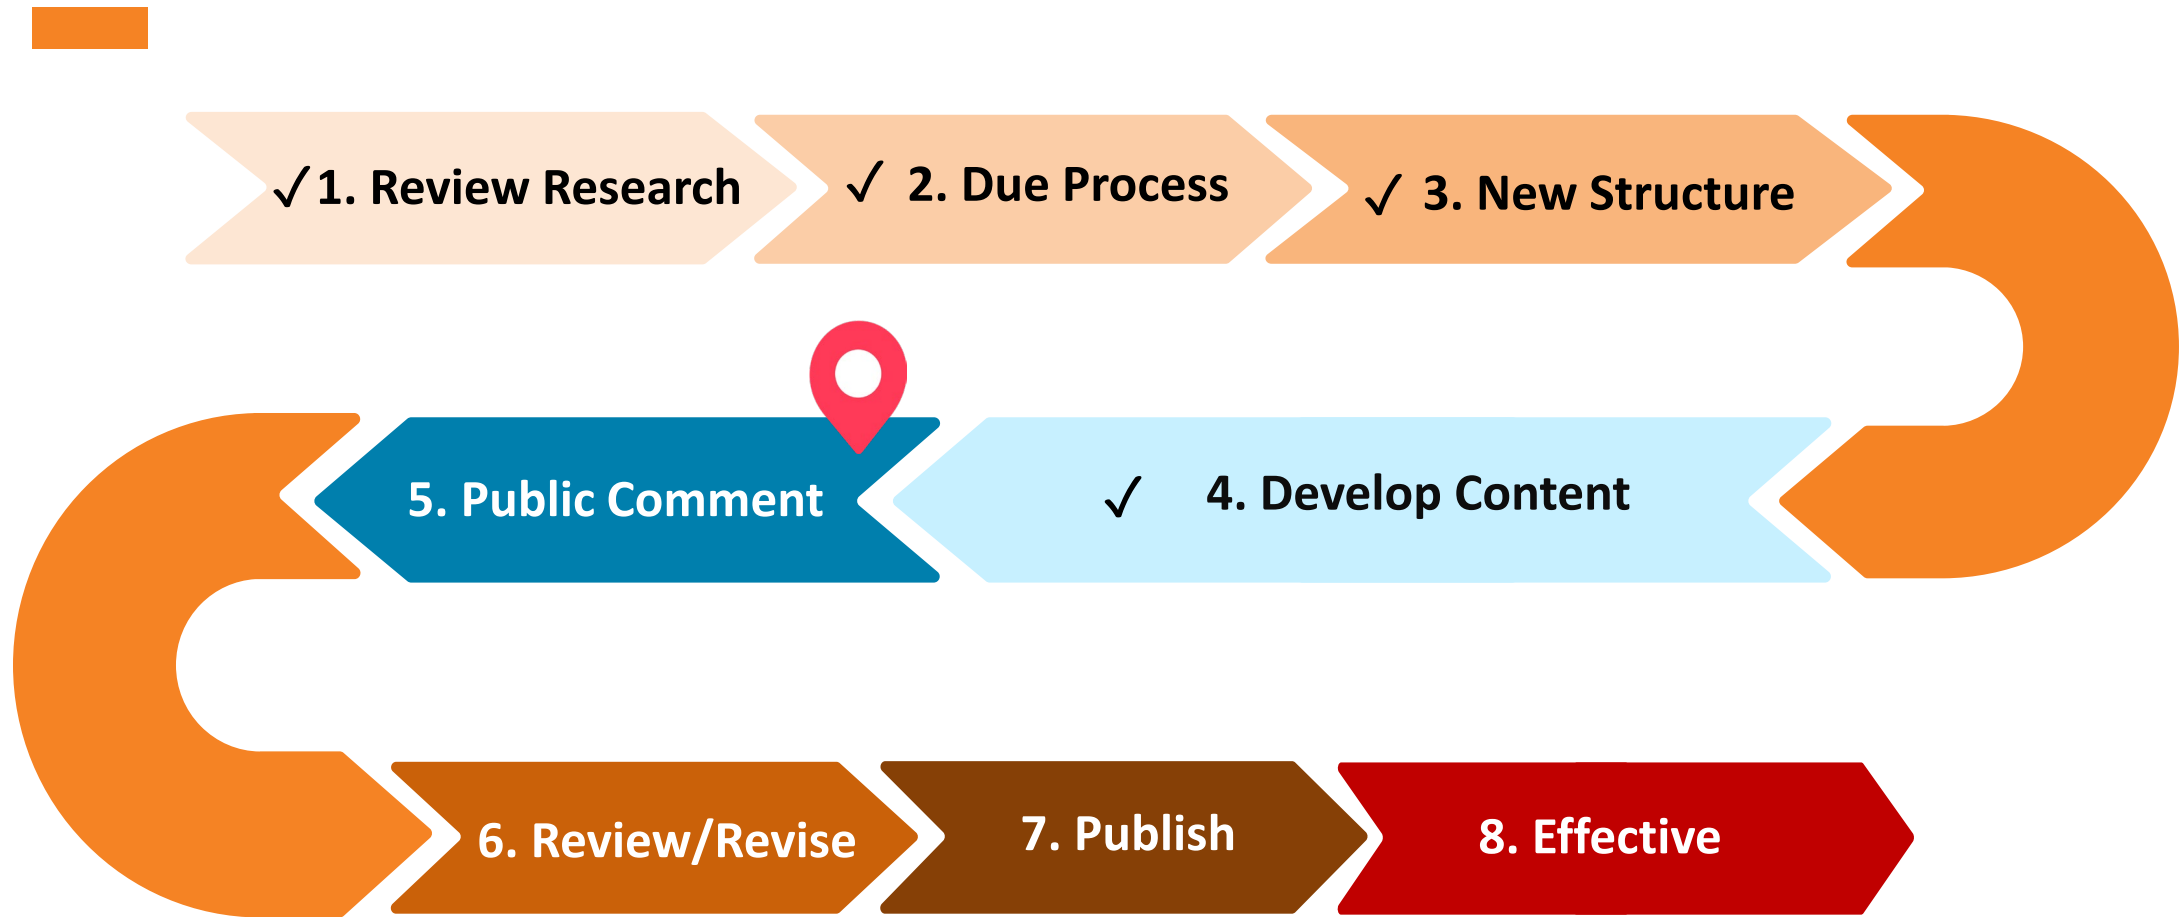 ✓1. Review Research
✓ 2. Due Process
✓ 3. New Structure
✓ 4. Develop Content
5. Public Comment
6. Review/Revise
7. Publish
8. Effective